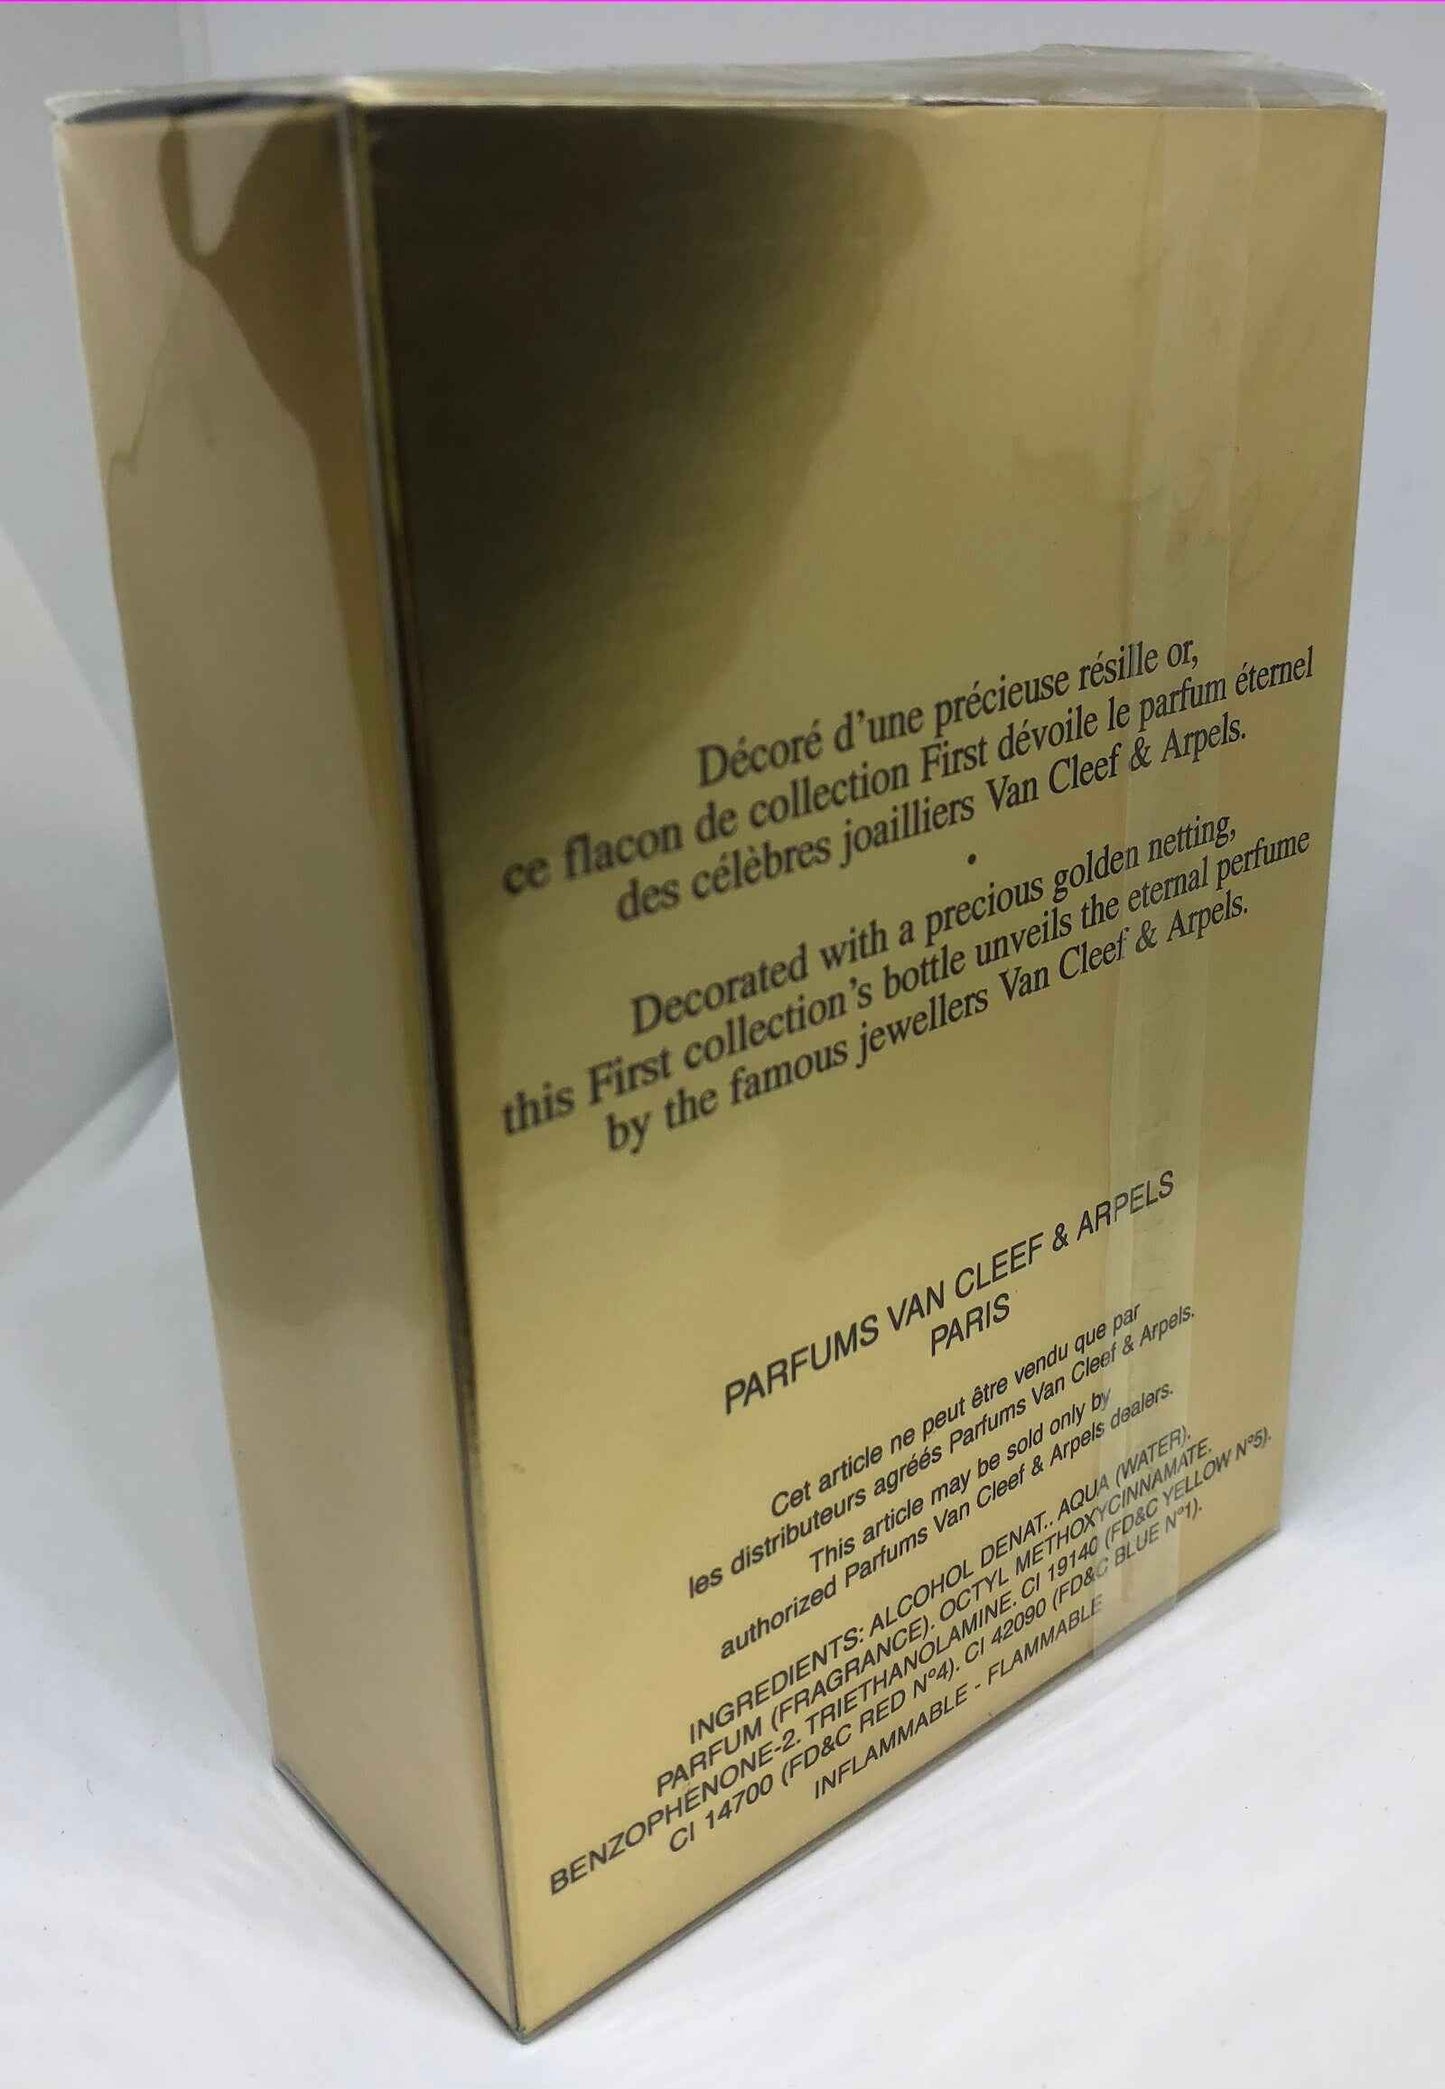 Décoré d'une précieuse résille or,
ce flacon de collection First dévoile le parfum éternel
des célèbres joailliers Van Cleef & Arpels.
•
Decorated with a precious golden netting,
this First collection's bottle unveils the eternal perfume
by the famous jewellers Van Cleef & Arpels.
PARFUMS VAN CLEEF & ARPELS
PARIS
Cet article ne peut être vendu que par
les distributeurs agréés Parfums Van Cleef & Arpels.
This article may be sold only by
authorized Parfums Van Cleef & Arpels dealers.
INGREDIENTS: ALCOHOL DENAT.. AQUA (WATER).
PARFUM (FRAGRANCE). OCTYL METHOXYCINNAMATE.
BENZOPHENONE-2. TRIETHANOLAMINE. CI 19140 (FD&C YELLOW N°5).
CI 14700 (FD&C RED N°4). CI 42090 (FD&C BLUE N°1).
INFLAMMABLE - FLAMMABLE